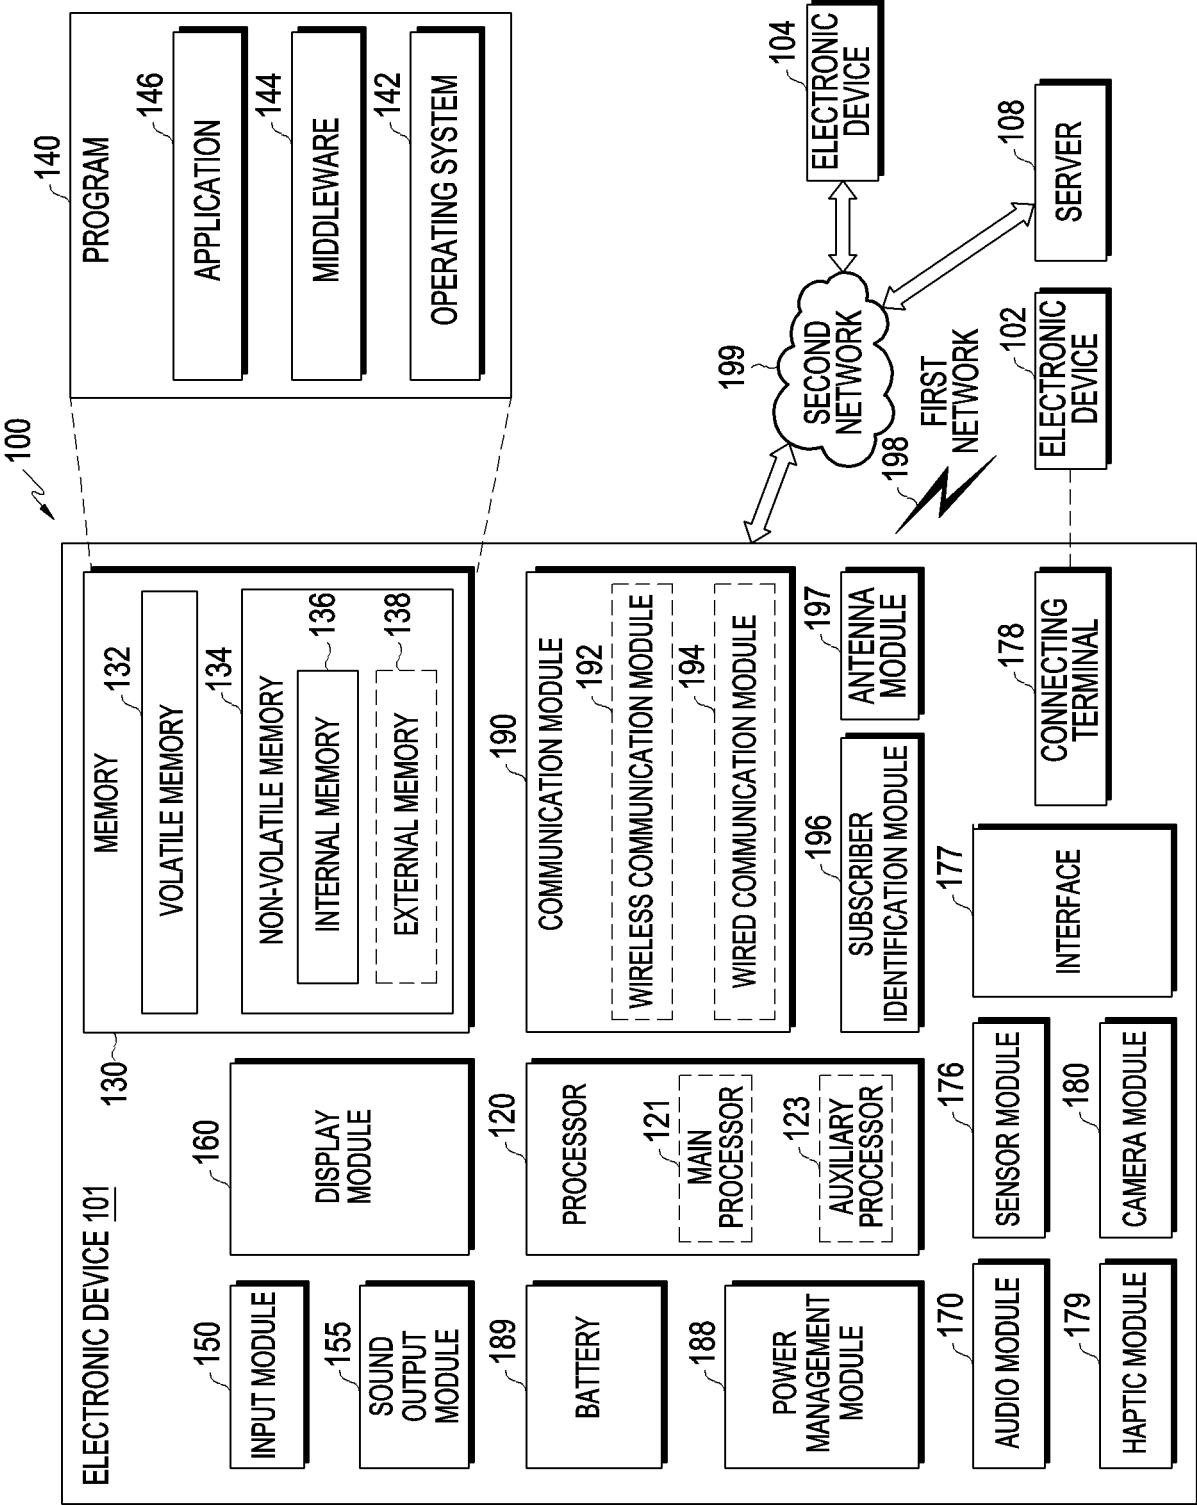 100
140
PROGRAM
146
APPLICATION
144
MIDDLEWARE
142
OPERATING SYSTEM
ELECTRONIC DEVICE 101
150
INPUT MODULE
155
SOUND
OUTPUT
MODULE
189
BATTERY
188
POWER
MANAGEMENT
MODULE
170
AUDIO MODULE
179
HAPTIC MODULE
160
DISPLAY
MODULE
120
PROCESSOR
121
MAIN
PROCESSOR
123
AUXILIARY
PROCESSOR
176
SENSOR MODULE
180
CAMERA MODULE
130
MEMORY
132
VOLATILE MEMORY
134
NON-VOLATILE MEMORY
136
INTERNAL MEMORY
138
EXTERNAL MEMORY
190
COMMUNICATION MODULE
192
WIRELESS COMMUNICATION MODULE
194
WIRED COMMUNICATION MODULE
196
SUBSCRIBER
IDENTIFICATION MODULE
197
ANTENNA
MODULE
177
INTERFACE
178
CONNECTING
TERMINAL
199
SECOND
NETWORK
198
FIRST
NETWORK
104
ELECTRONIC
DEVICE
108
SERVER
102
ELECTRONIC
DEVICE